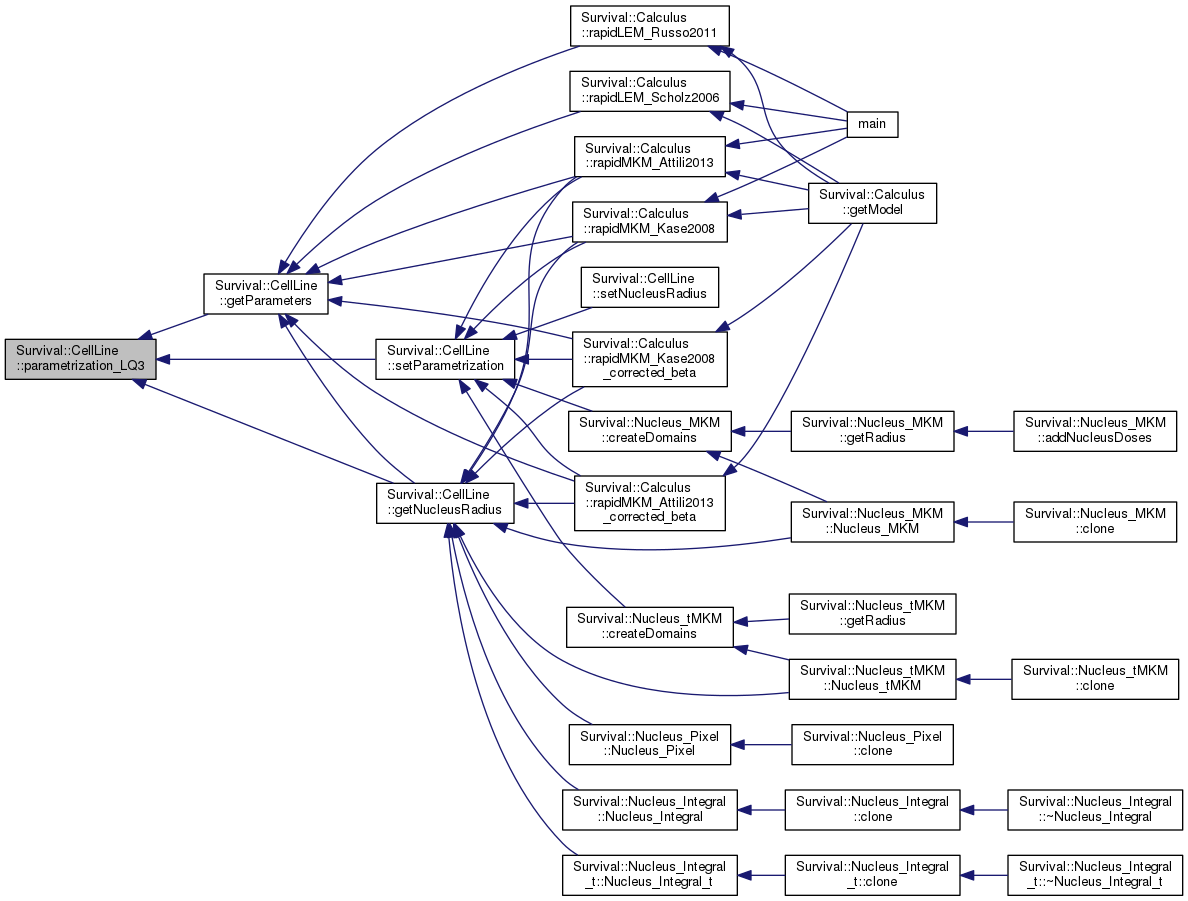 Survival::Calculus
::rapidLEM_Russo2011
Survival::Calculus
::rapidLEM_Scholz2006
main
Survival::Calculus
::rapidMKM_Attili2013
Survival::Calculus
::getModel
Survival::Calculus
::rapidMKM_Kase2008
Survival::CellLine
::getParameters
Survival::CellLine
::setNucleusRadius
Survival::CellLine
::parametrization_LQ3
Survival::CellLine
::setParametrization
Survival::Calculus
::rapidMKM_Kase2008
_corrected_beta
Survival::Nucleus_MKM
::createDomains
Survival::Nucleus_MKM
::getRadius
Survival::Nucleus_MKM
::addNucleusDoses
Survival::CellLine
::getNucleusRadius
Survival::Calculus
::rapidMKM_Attili2013
_corrected_beta
Survival::Nucleus_MKM
::Nucleus_MKM
Survival::Nucleus_MKM
::clone
Survival::Nucleus_tMKM
::createDomains
Survival::Nucleus_tMKM
::getRadius
Survival::Nucleus_tMKM
::Nucleus_tMKM
Survival::Nucleus_tMKM
::clone
Survival::Nucleus_Pixel
::Nucleus_Pixel
Survival::Nucleus_Pixel
::clone
Survival::Nucleus_Integral
::Nucleus_Integral
Survival::Nucleus_Integral
::clone
Survival::Nucleus_Integral
::~Nucleus_Integral
Survival::Nucleus_Integral
_t::Nucleus_Integral_t
Survival::Nucleus_Integral
_t::clone
Survival::Nucleus_Integral
_t::~Nucleus_Integral_t